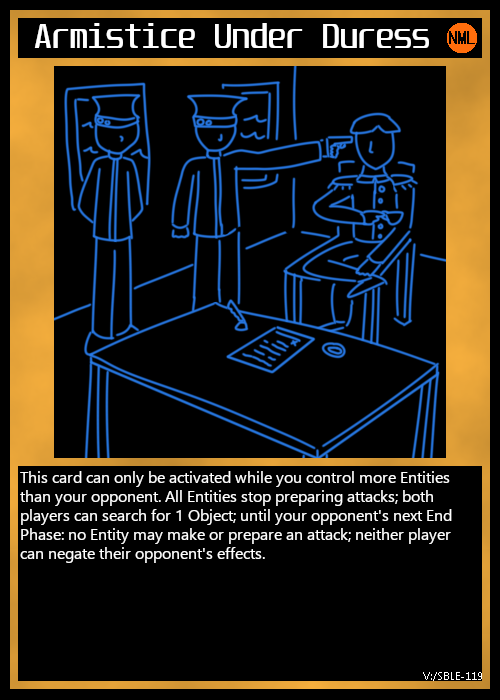 Armistice Under Duress NML
This card can only be activated while you control more Entities
than your opponent. All Entities stop preparing attacks; both
players can search for 1 Object; until your opponent's next End
Phase: no Entity may make or prepare an attack; neither player
can negate their opponent's effects.
V:/SBLE-119